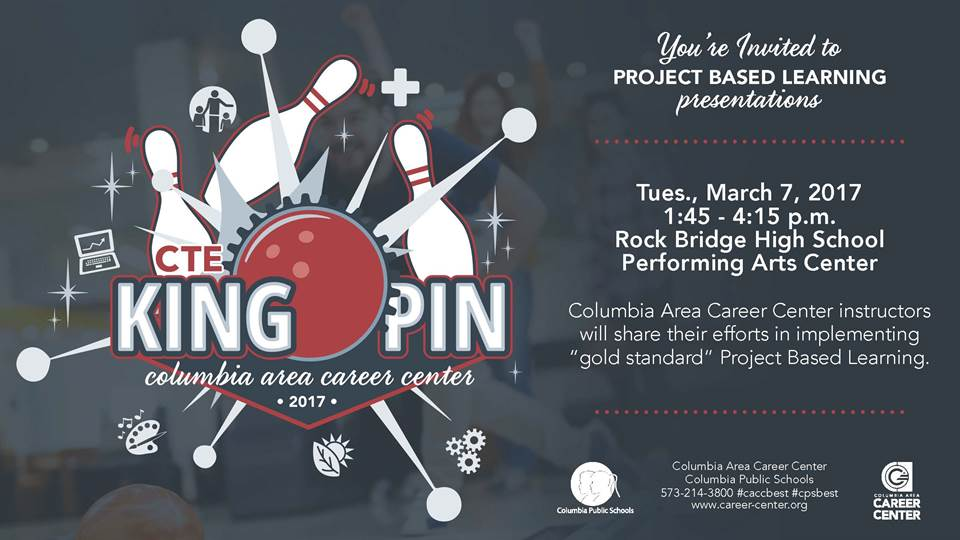 CTE
KING PIN
columbia area career center
• 2017 •
You're Invited to
PROJECT BASED LEARNING
presentations
Tues., March 7, 2017
1:45 - 4:15 p.m.
Rock Bridge High School
Performing Arts Center
Columbia Area Career Center instructors
will share their efforts in implementing
"gold standard" Project Based Learning.
Columbia Public Schools
Columbia Area Career Center
Columbia Public Schools
573-214-3800 #caccbest #cpsbest
www.career-center.org
COLUMBIA AREA
CAREER
CENTER